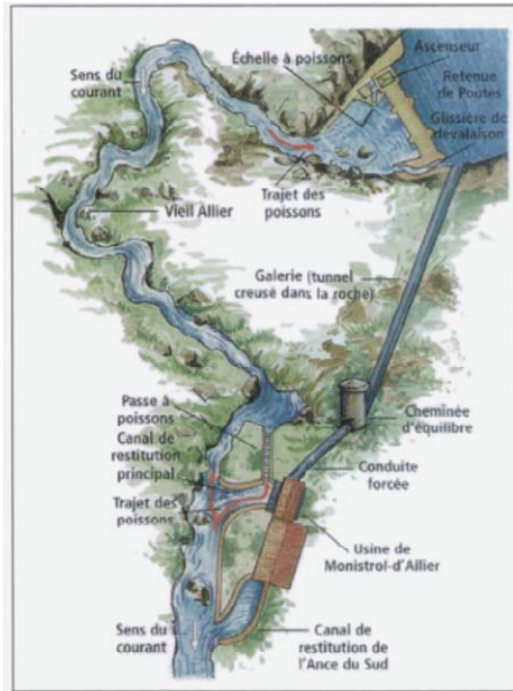 Échelle à poissons
Ascenseur
Sens du
courant
Retenue
de Poutès
Glissière de
dévalaison
Trajet des
poissons
Vieil Allier
Galerie (tunnel
creusé dans la roche)
Passe à
poissons
Cheminée
d'équilibre
Canal de
restitution
principal
Conduite
forcée
Trajet des
poissons
Usine de
Monistrol-d'Allier
Sens du
courant
Canal de
restitution de
l'Ance du Sud